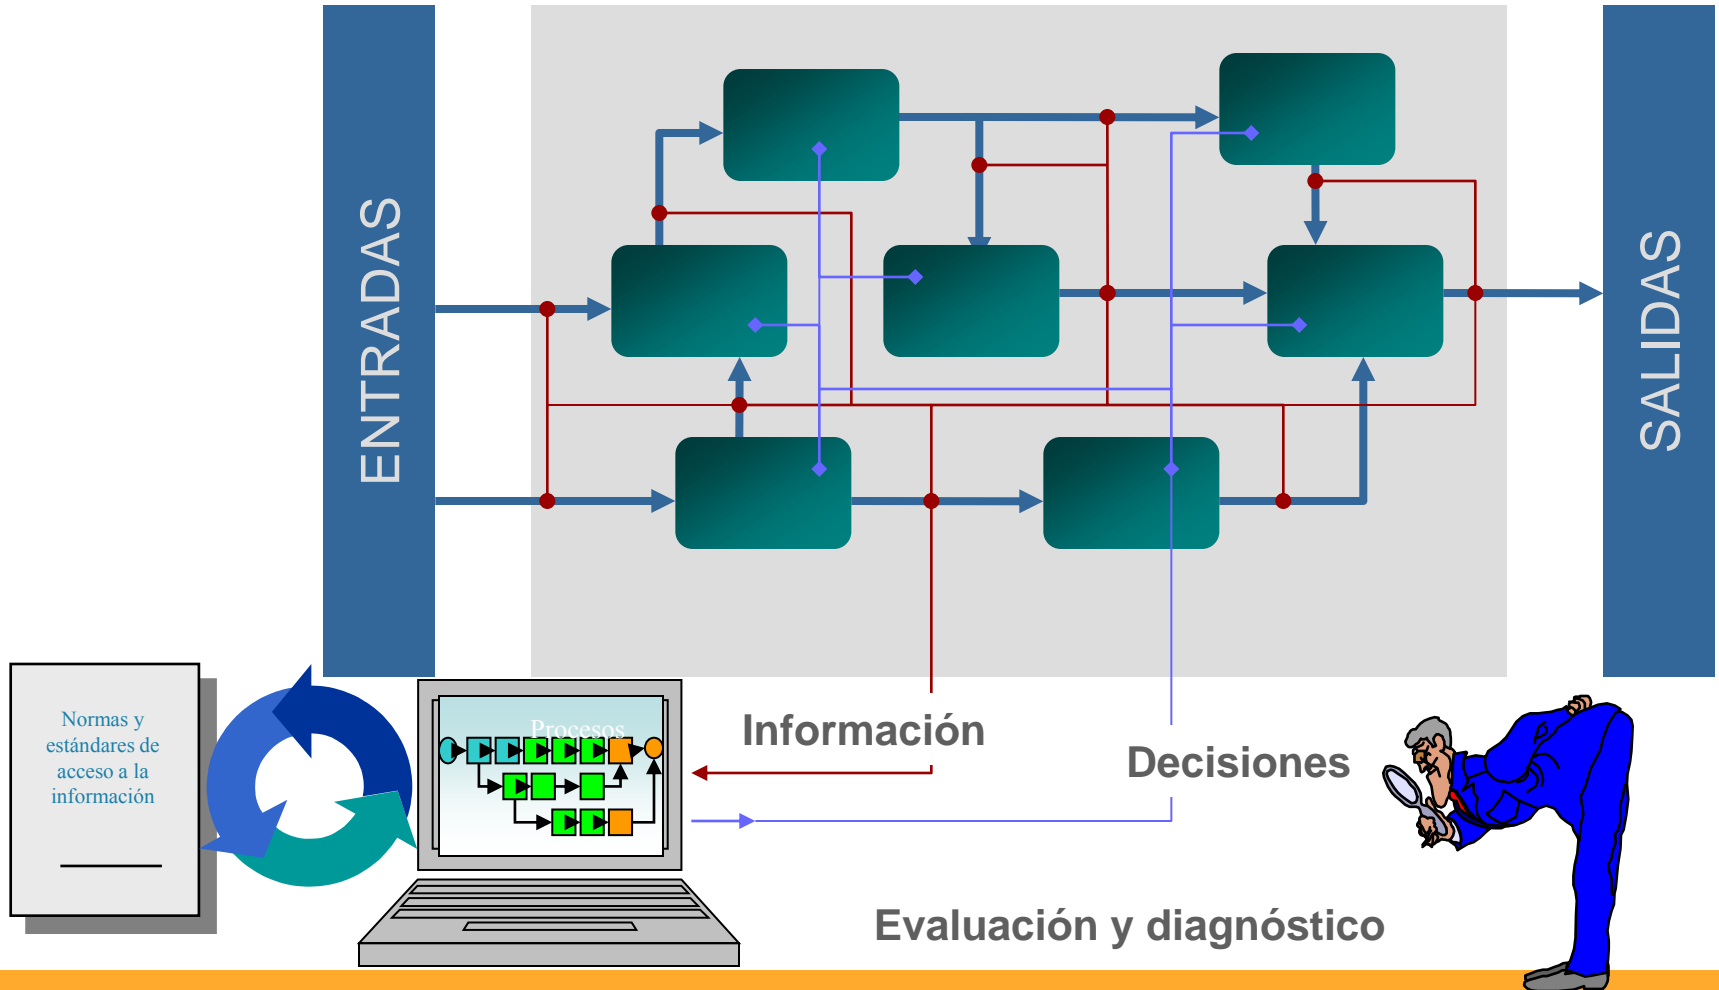 ENTRADAS
SALIDAS
Normas y
estándares de
acceso a la
información
Procesos
Información
Decisiones
Evaluación y diagnóstico